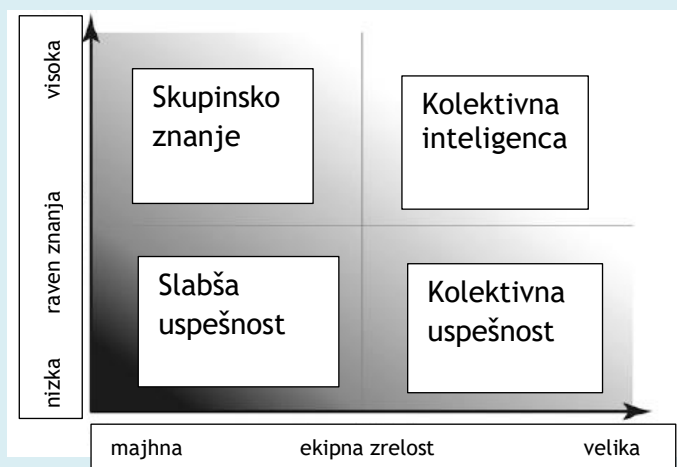 visoka
raven znanja
nizka
Skupinsko
znanje
Kolektivna
inteligenca
Slabša
uspešnost
Kolektivna
uspešnost
majhna
ekipna zrelost
velika